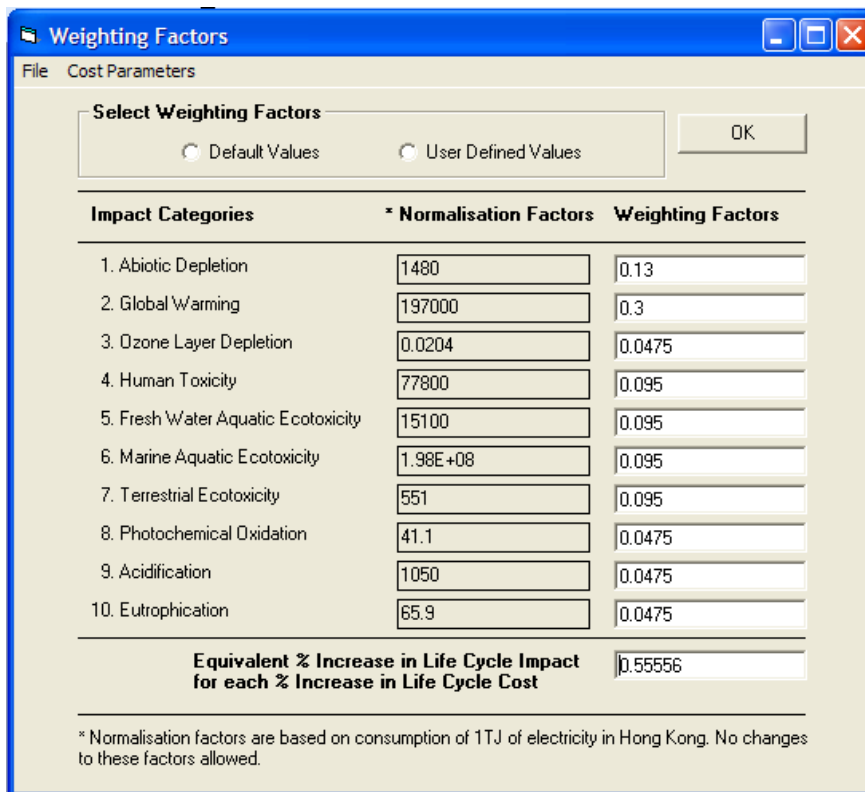 Weighting Factors
File Cost Parameters
Select Weighting Factors
Default Values User Defined Values
OK
Impact Categories * Normalisation Factors Weighting Factors
1. Abiotic Depletion 1480 0.13
2. Global Warming 197000 0.3
3. Ozone Layer Depletion 0.0204 0.0475
4. Human Toxicity 77800 0.095
5. Fresh Water Aquatic Ecotoxicity 15100 0.095
6. Marine Aquatic Ecotoxicity 1.98E+08 0.095
7. Terrestrial Ecotoxicity 551 0.095
8. Photochemical Oxidation 41.1 0.0475
9. Acidification 1050 0.0475
10. Eutrophication 65.9 0.0475
Equivalent % Increase in Life Cycle Impact
for each % Increase in Life Cycle Cost 0.55556
* Normalisation factors are based on consumption of 1TJ of electricity in Hong Kong. No changes
to these factors allowed.